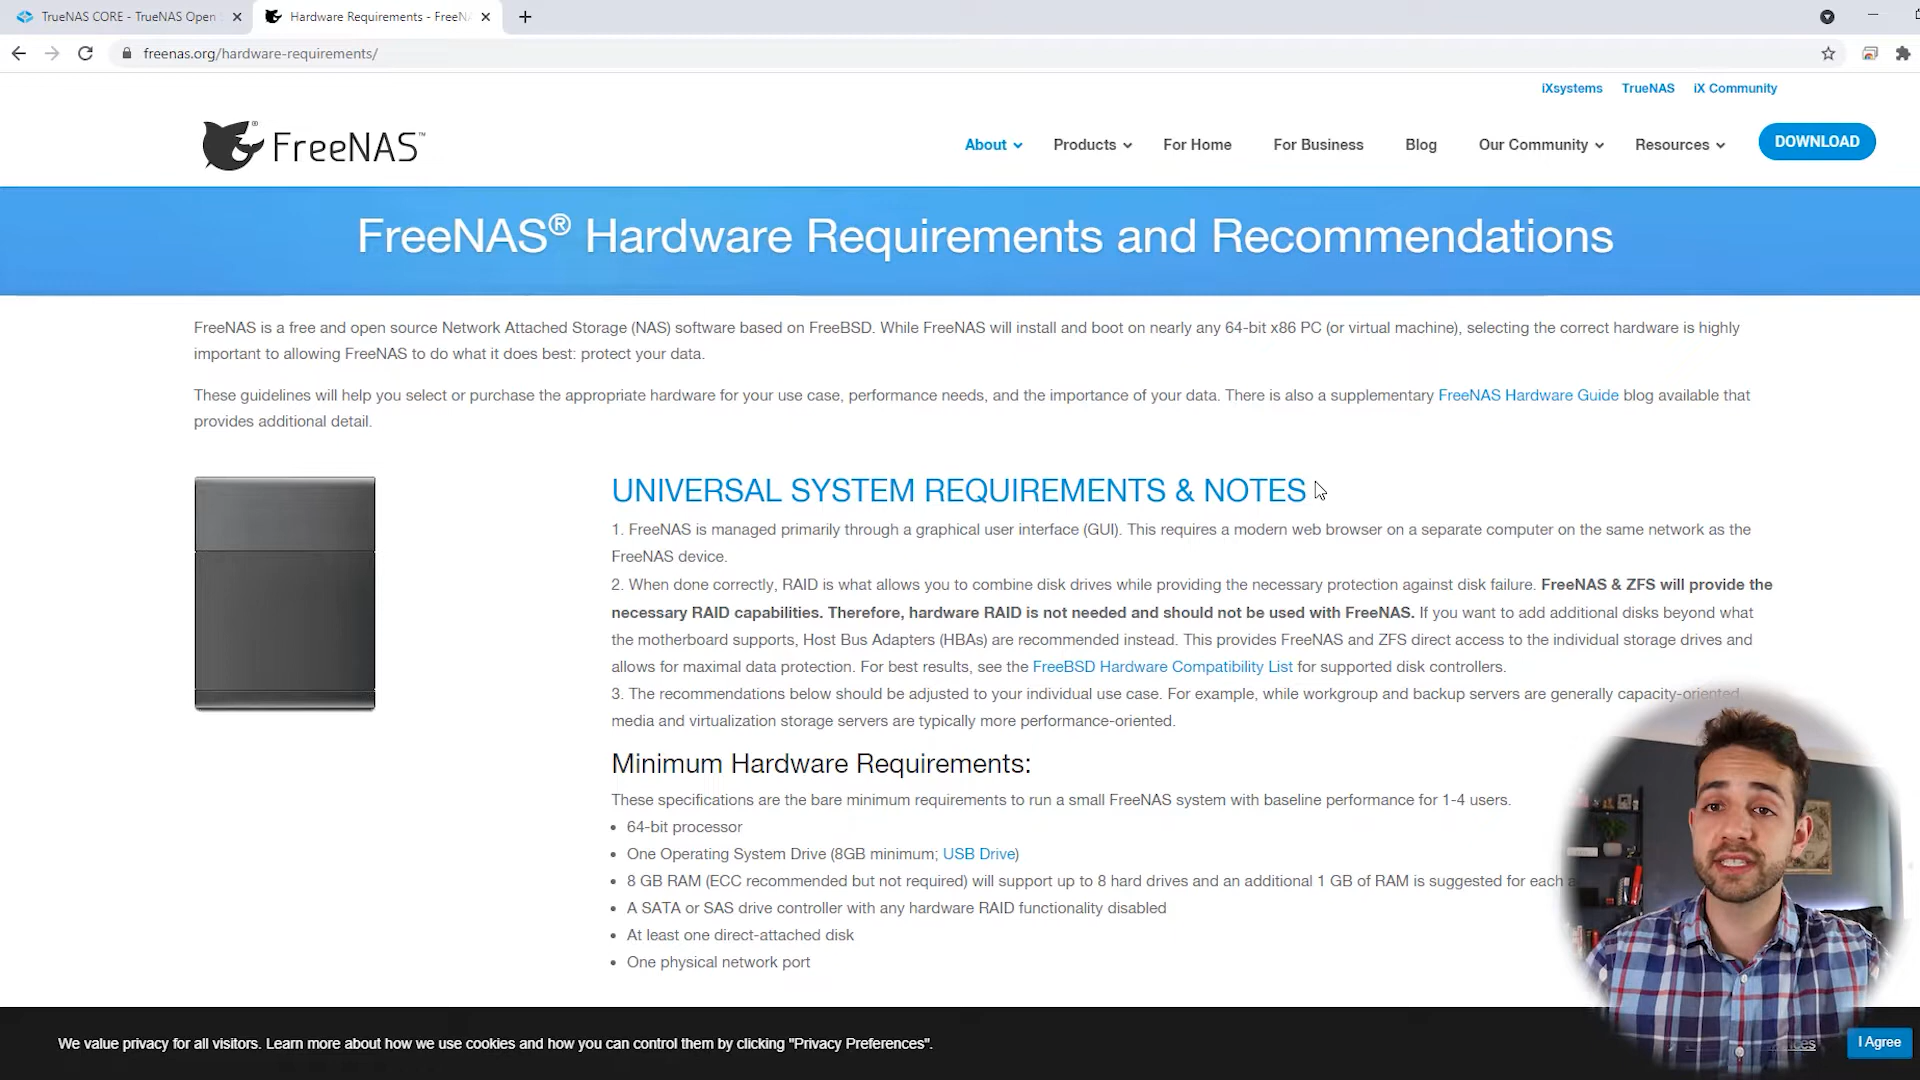 TrueNAS CORE - TrueNAS Open
Hardware Requirements - FreeN
freenas.org/hardware-requirements/
iXsystems TrueNAS iX Community
FreeNAS™
About Products For Home For Business Blog Our Community Resources DOWNLOAD
FreeNAS® Hardware Requirements and Recommendations
FreeNAS is a free and open source Network Attached Storage (NAS) software based on FreeBSD. While FreeNAS will install and boot on nearly any 64-bit x86 PC (or virtual machine), selecting the correct hardware is highly
important to allowing FreeNAS to do what it does best: protect your data.
These guidelines will help you select or purchase the appropriate hardware for your use case, performance needs, and the importance of your data. There is also a supplementary FreeNAS Hardware Guide blog available that
provides additional detail.
UNIVERSAL SYSTEM REQUIREMENTS & NOTES
1. FreeNAS is managed primarily through a graphical user interface (GUI). This requires a modern web browser on a separate computer on the same network as the
FreeNAS device.
2. When done correctly, RAID is what allows you to combine disk drives while providing the necessary protection against disk failure. FreeNAS & ZFS will provide the
necessary RAID capabilities. Therefore, hardware RAID is not needed and should not be used with FreeNAS. If you want to add additional disks beyond what
the motherboard supports, Host Bus Adapters (HBAs) are recommended instead. This provides FreeNAS and ZFS direct access to the individual storage drives and
allows for maximal data protection. For best results, see the FreeBSD Hardware Compatibility List for supported disk controllers.
3. The recommendations below should be adjusted to your individual use case. For example, while workgroup and backup servers are generally capacity-oriented
media and virtualization storage servers are typically more performance-oriented.
Minimum Hardware Requirements:
These specifications are the bare minimum requirements to run a small FreeNAS system with baseline performance for 1-4 users.
• 64-bit processor
• One Operating System Drive (8GB minimum; USB Drive)
• 8 GB RAM (ECC recommended but not required) will support up to 8 hard drives and an additional 1 GB of RAM is suggested for each
• A SATA or SAS drive controller with any hardware RAID functionality disabled
• At least one direct-attached disk
• One physical network port
We value privacy for all visitors. Learn more about how we use cookies and how you can control them by clicking "Privacy Preferences".
I Agree